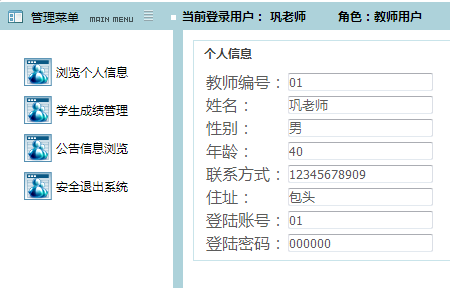 管理菜单 MAIN MENU
当前登录用户： 巩老师 角色：教师用户
浏览个人信息
学生成绩管理
公告信息浏览
安全退出系统
个人信息
教师编号：01
姓名：巩老师
性别：男
年龄：40
联系方式：12345678909
住址：包头
登陆账号：01
登陆密码：000000